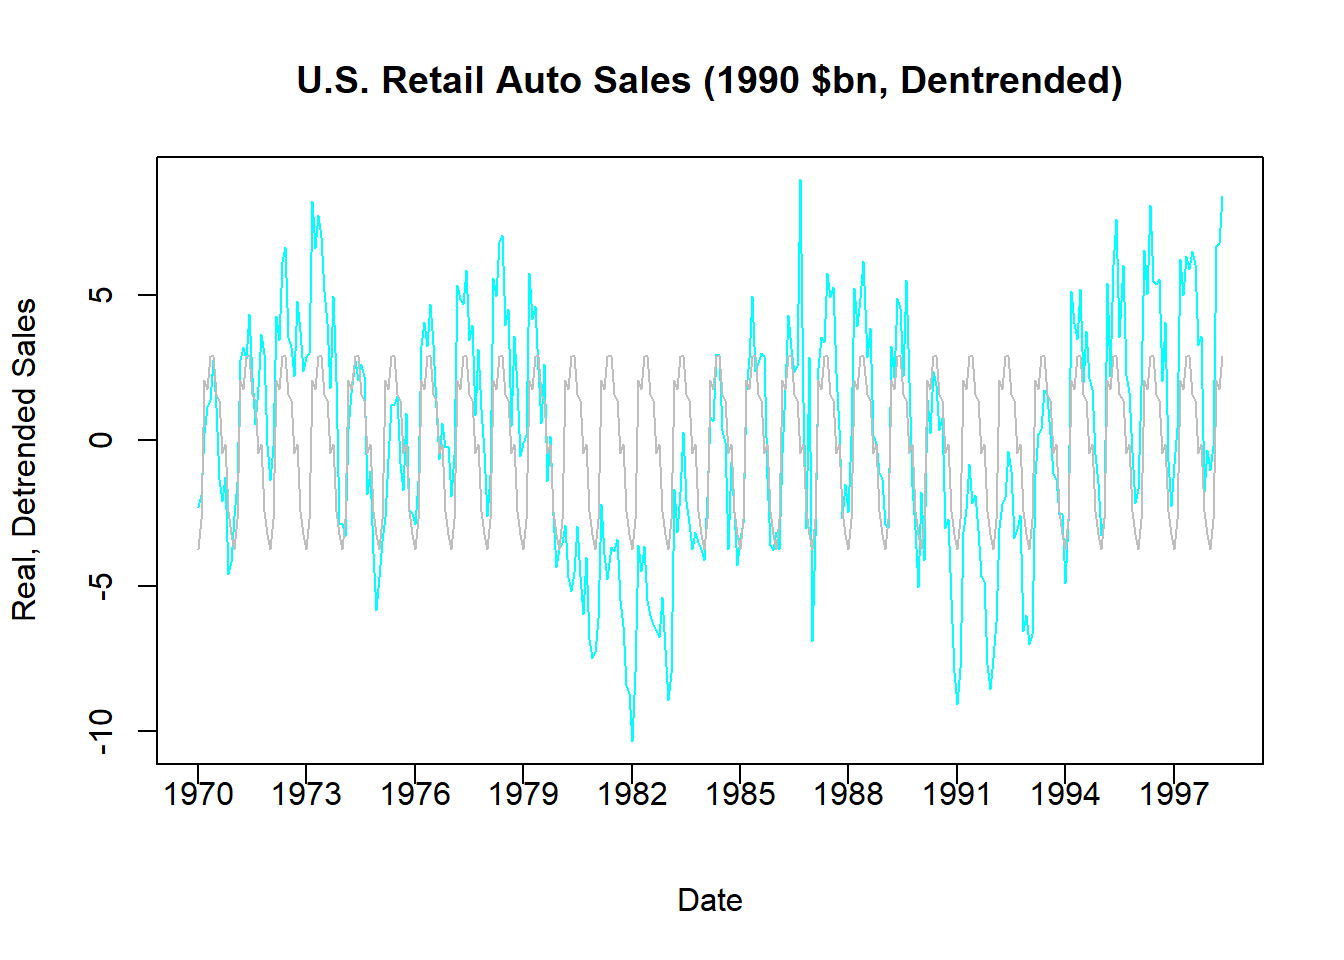 U.S. Retail Auto Sales (1990 $bn, Dentrended)
Real, Detrended Sales
5
0
-5
-10
1970 1973 1976 1979 1982 1985 1988 1991 1994 1997
Date